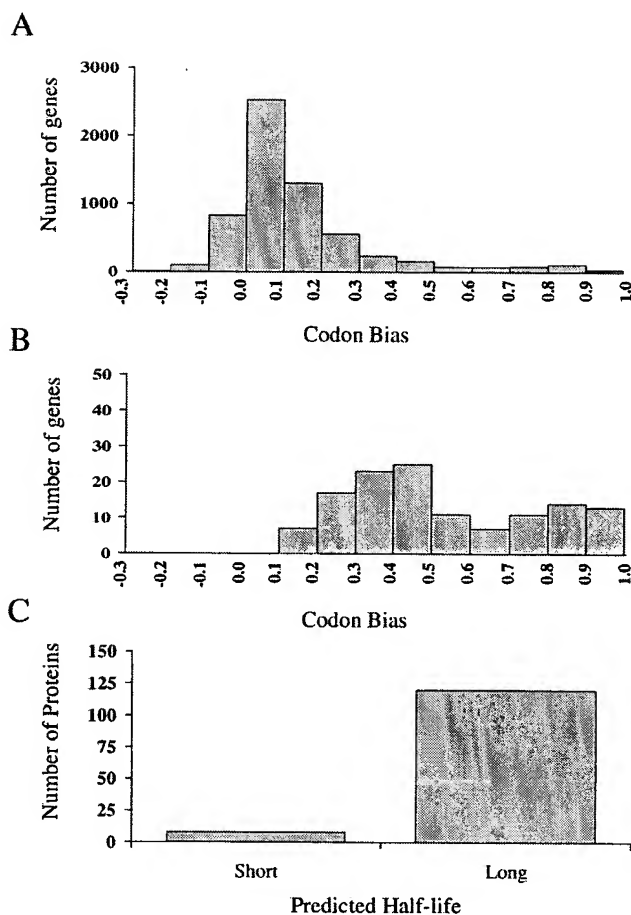 A
Number of genes
3000
2000
1000
0
-0.3 -0.1 0.0 0.1 0.2 0.3 0.4 0.5 0.6 0.7 0.8 0.9 1.0
Codon Bias
B
Number of genes
50
40
30
20
10
0
-0.3 -0.1 0.0 0.1 0.2 0.3 0.4 0.5 0.6 0.7 0.8 0.9 1.0
Codon Bias
C
Number of Proteins
150
125
100
75
50
25
0
Short Long
Predicted Half-life